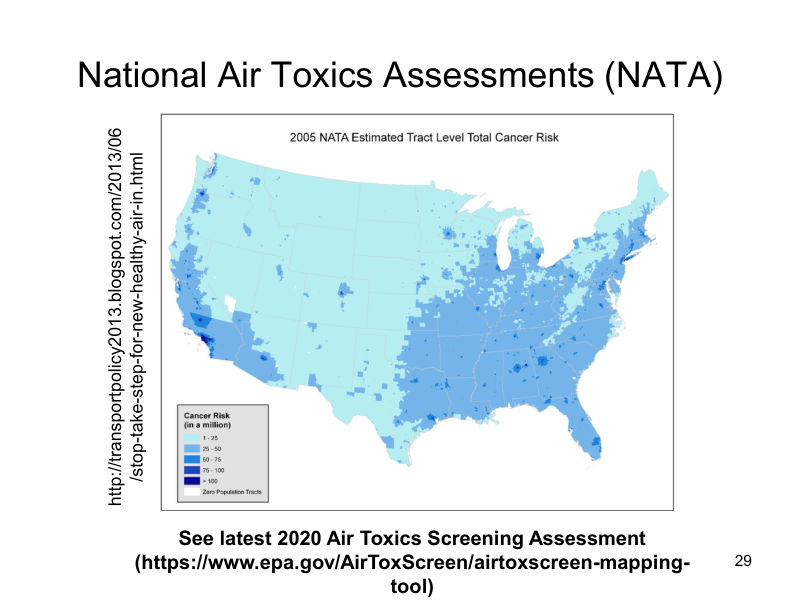 National Air Toxics Assessments (NATA)
http://transportpolicy2013.blogspot.com/2013/06
/stop-take-step-for-new-healthy-air-in.html
2005 NATA Estimated Tract Level Total Cancer Risk
Cancer Risk
(in a million)
1 - 25
25 - 50
50 - 75
75 - 100
> 100
Zero Population Tracts
See latest 2020 Air Toxics Screening Assessment
(https://www.epa.gov/AirToxScreen/airtoxscreen-mapping-
tool)
29